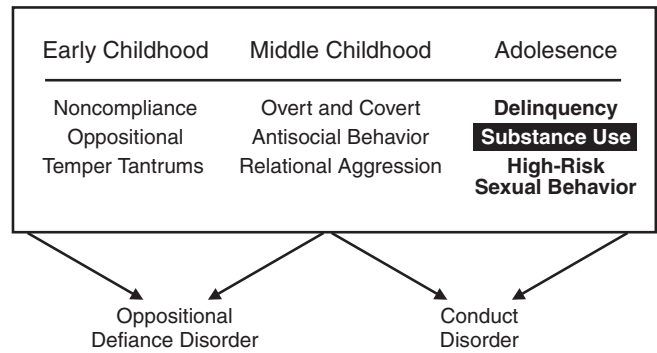 Early Childhood Middle Childhood Adolesence
Noncompliance Overt and Covert Delinquency
Oppositional Antisocial Behavior Substance Use
Temper Tantrums Relational Aggression High-Risk
Sexual Behavior
Oppositional Conduct
Defiance Disorder Disorder